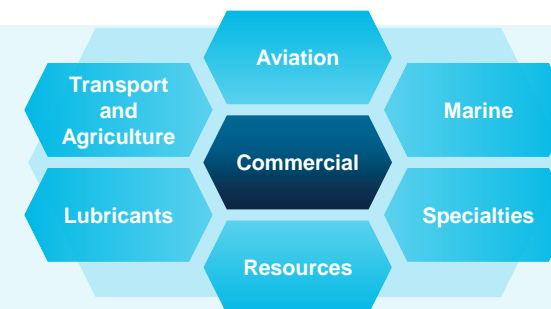 Aviation
Transport
and
Agriculture
Marine
Commercial
Lubricants
Specialties
Resources